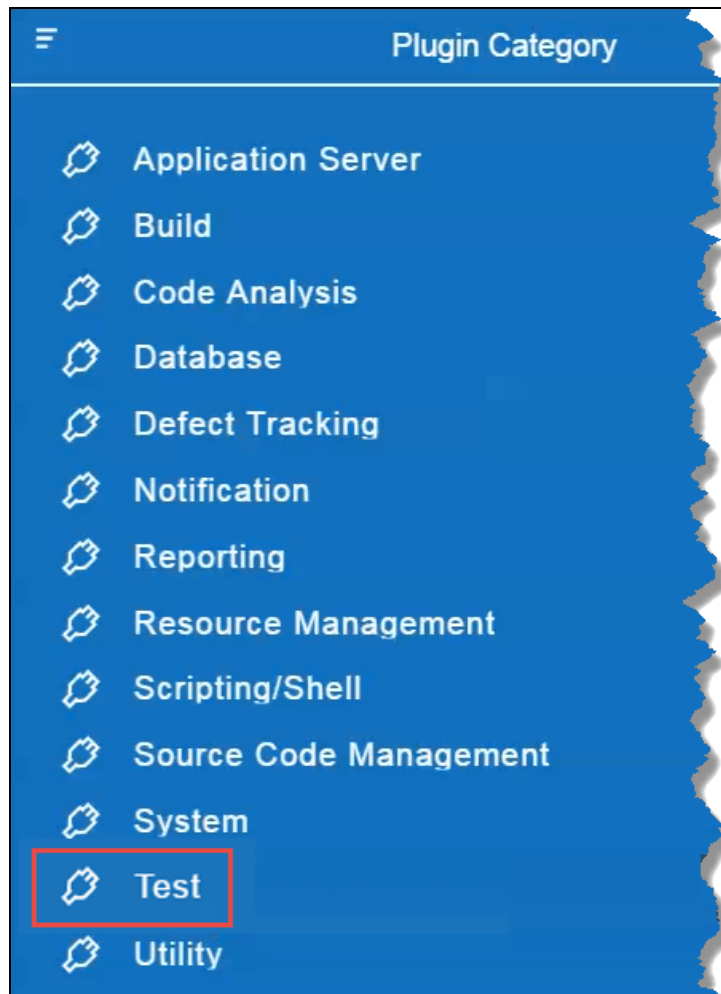 Plugin Category
Application Server
Build
Code Analysis
Database
Defect Tracking
Notification
Reporting
Resource Management
Scripting/Shell
Source Code Management
System
Test
Utility